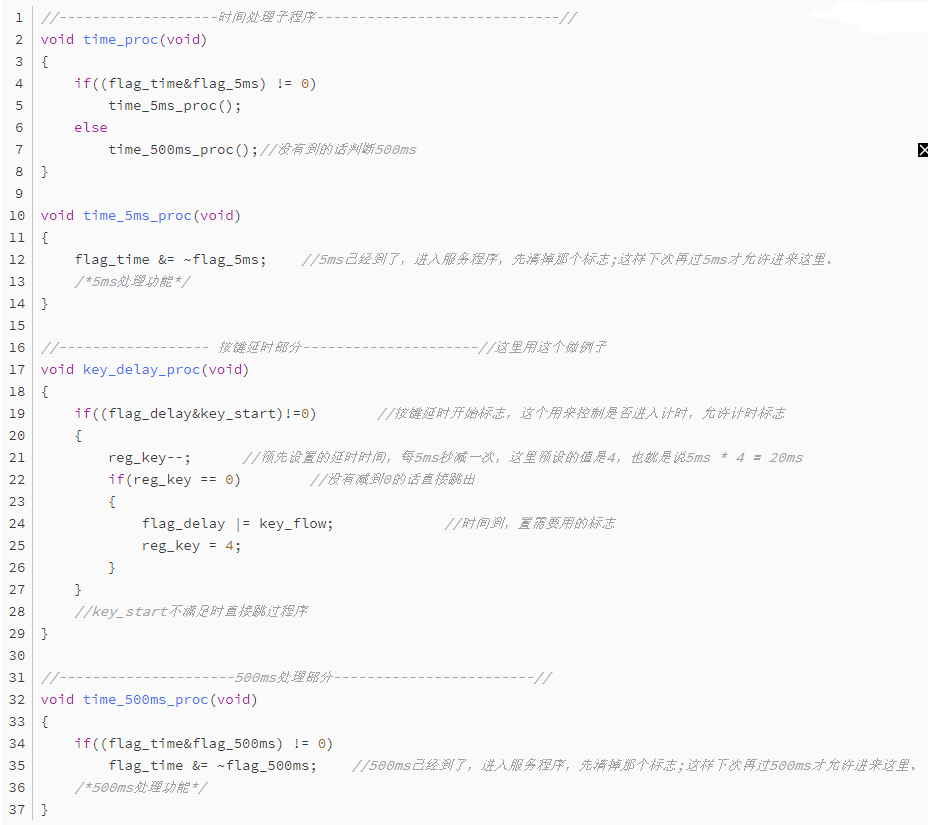 1 //-------------------时间处理子程序-----------------------------//
2 void time_proc(void)
3 {
4 if((flag_time&flag_5ms) != 0)
5 time_5ms_proc();
6 else
7 time_500ms_proc();//没有到的话判断500ms
8 }
9
10 void time_5ms_proc(void)
11 {
12 flag_time &= ~flag_5ms; //5ms己经到了，进入服务程序，先清掉那个标志;这样下次再过5ms才允许进来这里。
13 /*5ms处理功能*/
14 }
15
16 //------------------ 按键延时部分---------------------//这里用这个做例子
17 void key_delay_proc(void)
18 {
19 if((flag_delay&key_start)!=0) //按键延时开始标志，这个用来控制是否进入计时，允许计时标志
20 {
21 reg_key--; //预先设置的延时时间，每5ms秒减一次，这里预设的值是4，也就是说5ms * 4 = 20ms
22 if(reg_key == 0) //没有减到0的话直接跳出
23 {
24 flag_delay |= key_flow; //时间到，置需要用的标志
25 reg_key = 4;
26 }
27 }
28 //key_start不满足时直接跳过程序
29 }
30
31 //---------------------500ms处理部分------------------------//
32 void time_500ms_proc(void)
33 {
34 if((flag_time&flag_500ms) != 0)
35 flag_time &= ~flag_500ms; //500ms己经到了，进入服务程序，先清掉那个标志;这样下次再过500ms才允许进来这里。
36 /*500ms处理功能*/
37 }